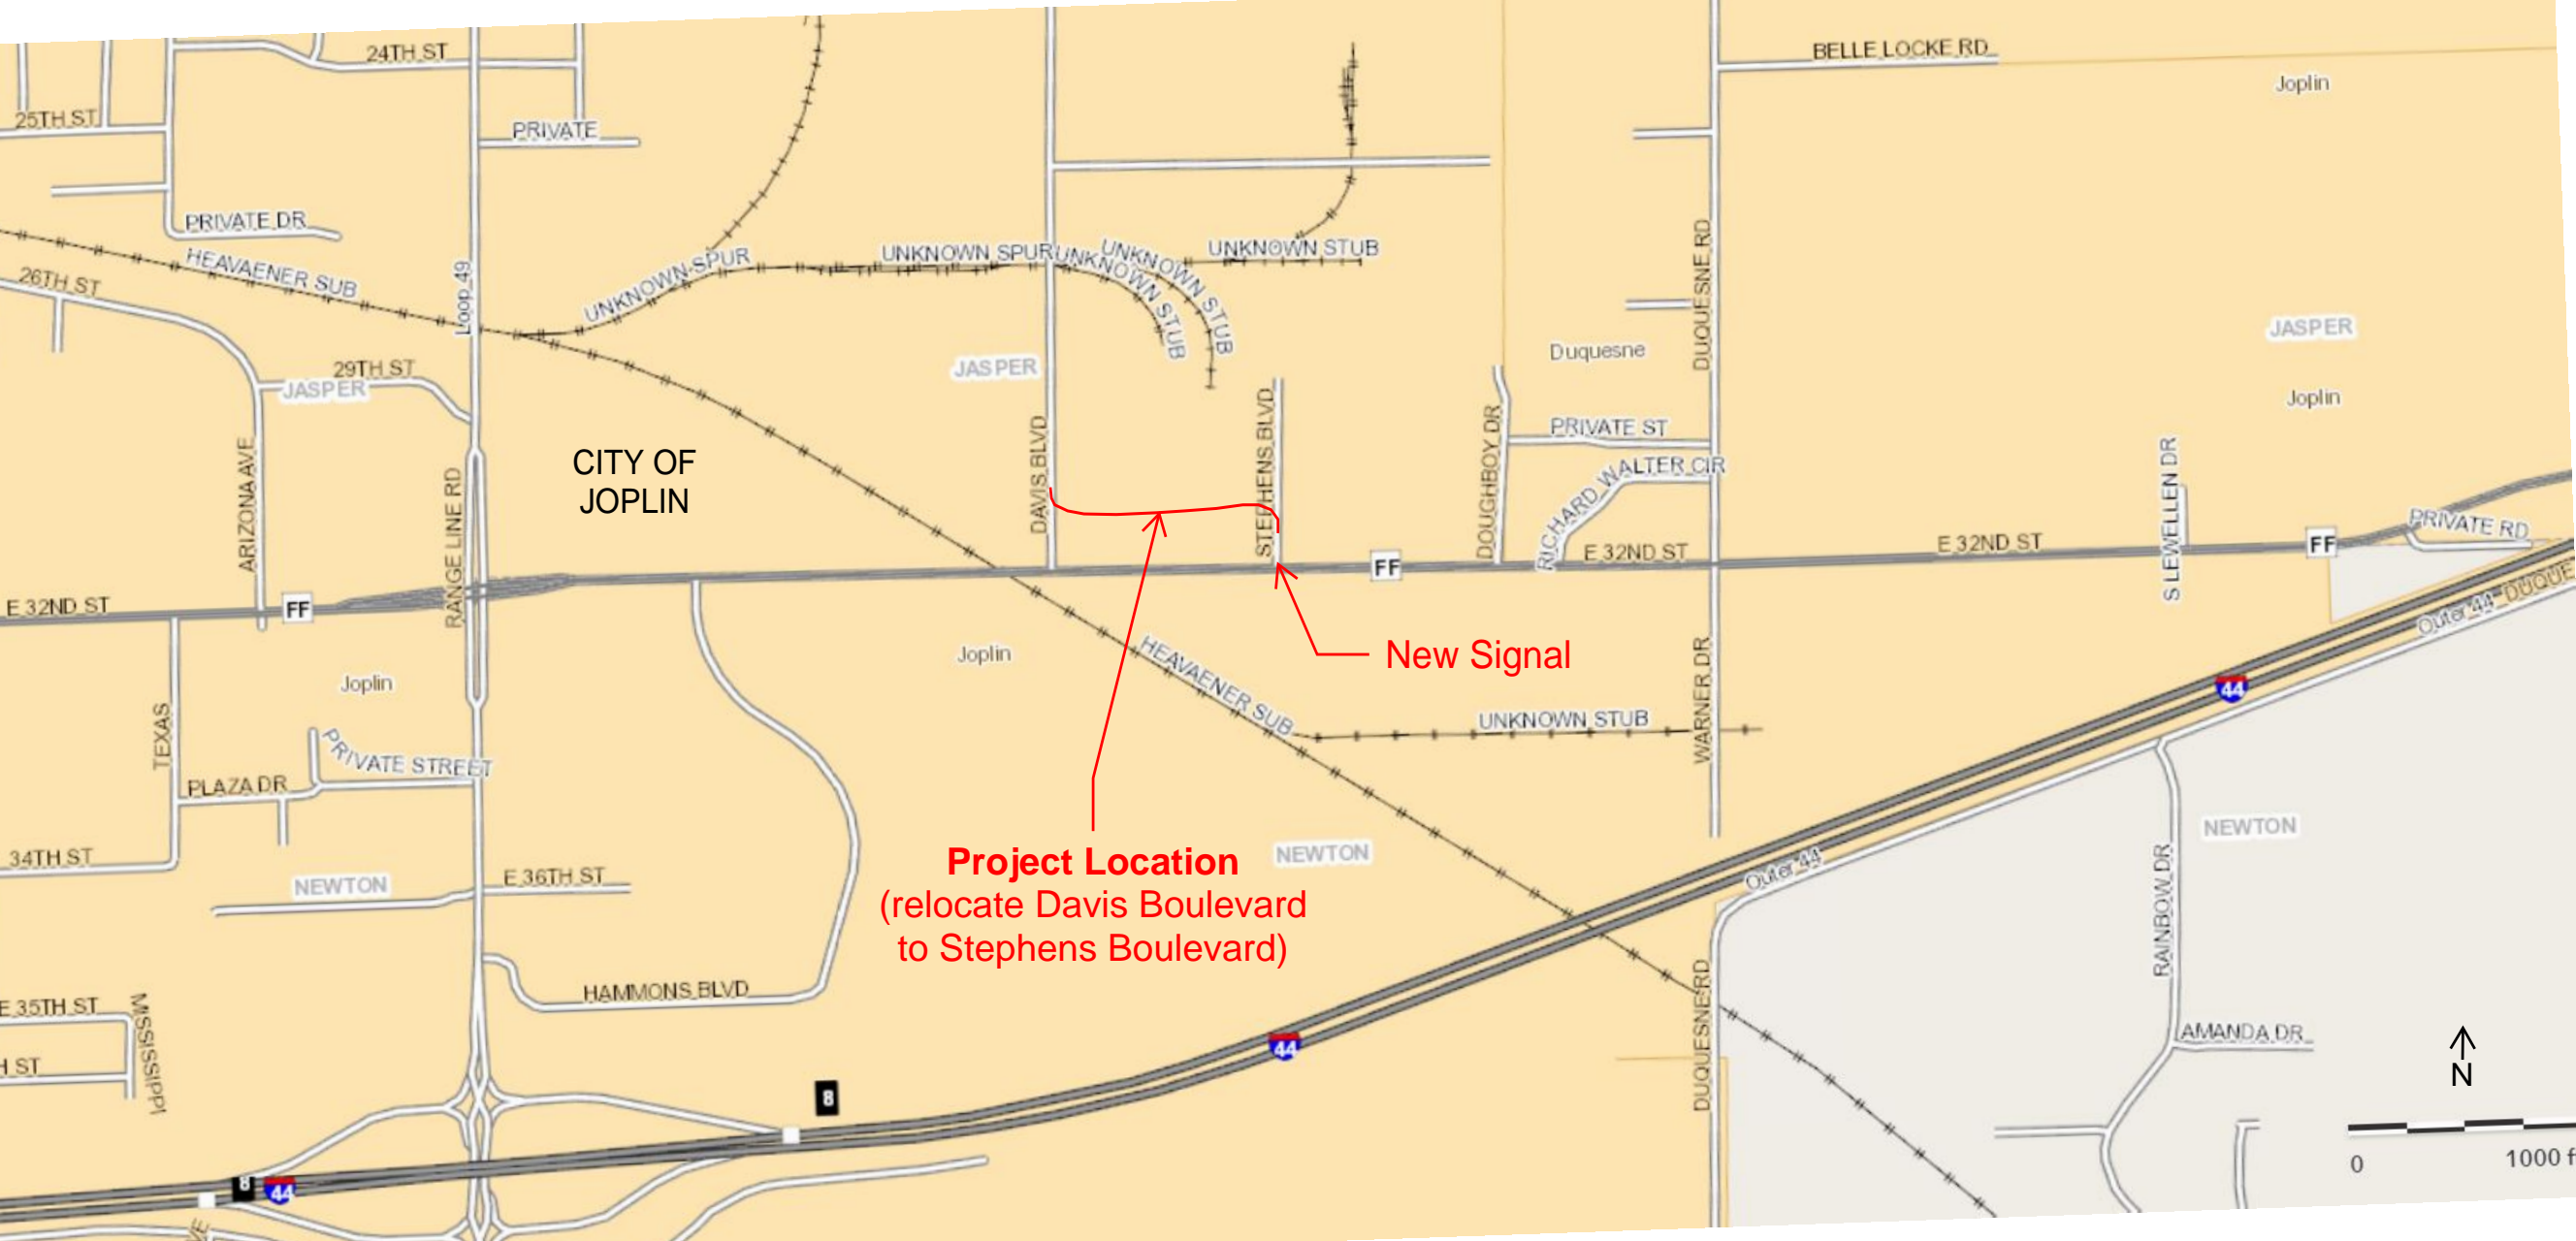 24TH ST
BELLE LOCKE RD
Joplin
25TH ST
PRIVATE
PRIVATE DR
HEAVAENER SUB
26TH ST
Loop 49
UNKNOWN SPUR
UNKNOWN SPUR
UNKNOWN STUB
UNKNOWN STUB
UNKNOWN STUB
DUQUESNE RD
29TH ST
JASPER
JASPER
Duquesne
JASPER
Joplin
ARIZONA AVE
RANGE LINE RD
CITY OF
JOPLIN
DAVIS BLVD
STEPHENS BLVD
DOUGHBOY DR
PRIVATE ST
RICHARD WALTER CIR
S LEWELLEN DR
PRIVATE RD
E 32ND ST
E 32ND ST
E 32ND ST
FF
FF
FF
Outer 44
DUQUE
New Signal
Joplin
Joplin
HEAVAENER SUB
UNKNOWN STUB
WARNER DR
44
TEXAS
PRIVATE STREET
PLAZA DR
34TH ST
NEWTON
E 36TH ST
Project Location
(relocate Davis Boulevard
to Stephens Boulevard)
NEWTON
NEWTON
Outer 44
RAINBOW DR
HAMMONS BLVD
E 35TH ST
MISSISSIPPI
H ST
DUQUESNE RD
AMANDA DR
44
8
8
44
N
0
1000 f